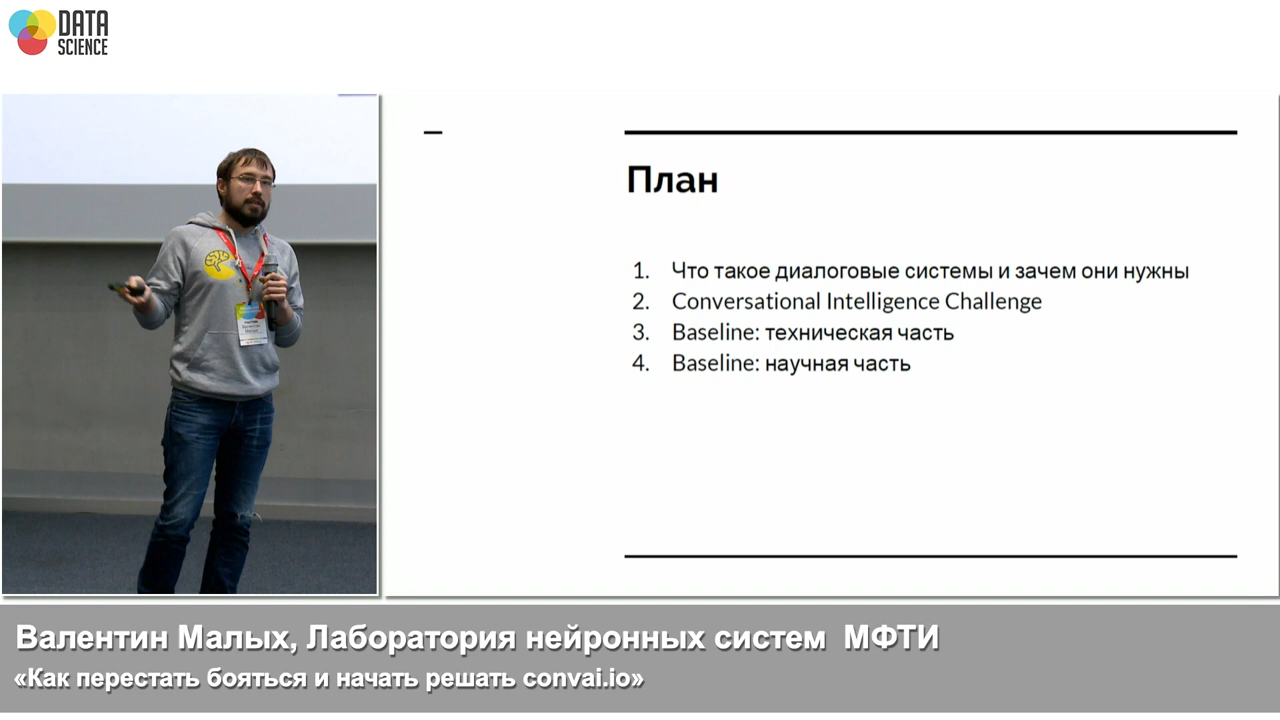 DATA
SCIENCE
План
1. Что такое диалоговые системы и зачем они нужны
2. Conversational Intelligence Challenge
3. Baseline: техническая часть
4. Baseline: научная часть
Валентин Малых, Лаборатория нейронных систем МФТИ
«Как перестать бояться и начать решать convai.io»